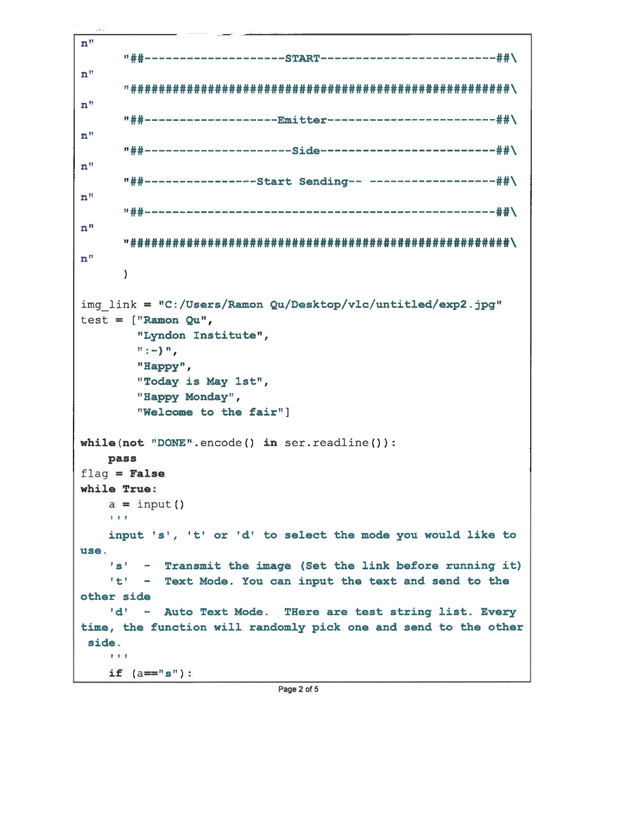 n"
"##--------------------START-------------------------##\
n"
"######################################################\
n"
"##-------------------Emitter------------------------##\
n"
"##---------------------Side-------------------------##\
n"
"##----------------Start Sending-- ------------------##\
n"
"##--------------------------------------------------##\
n"
"######################################################\
n"
)
img_link = "C:/Users/Ramon Qu/Desktop/vlc/untitled/exp2.jpg"
test = ["Ramon Qu",
"Lyndon Institute",
":-)",
"Happy",
"Today is May 1st",
"Happy Monday",
"Welcome to the fair"]
while(not "DONE".encode() in ser.readline()):
pass
flag = False
while True:
a = input()
'''
input 's', 't' or 'd' to select the mode you would like to
use.
's' - Transmit the image (Set the link before running it)
't' - Text Mode. You can input the text and send to the
other side
'd' - Auto Text Mode. THere are test string list. Every
time, the function will randomly pick one and send to the other
side.
'''
if (a=="s"):
Page 2 of 5